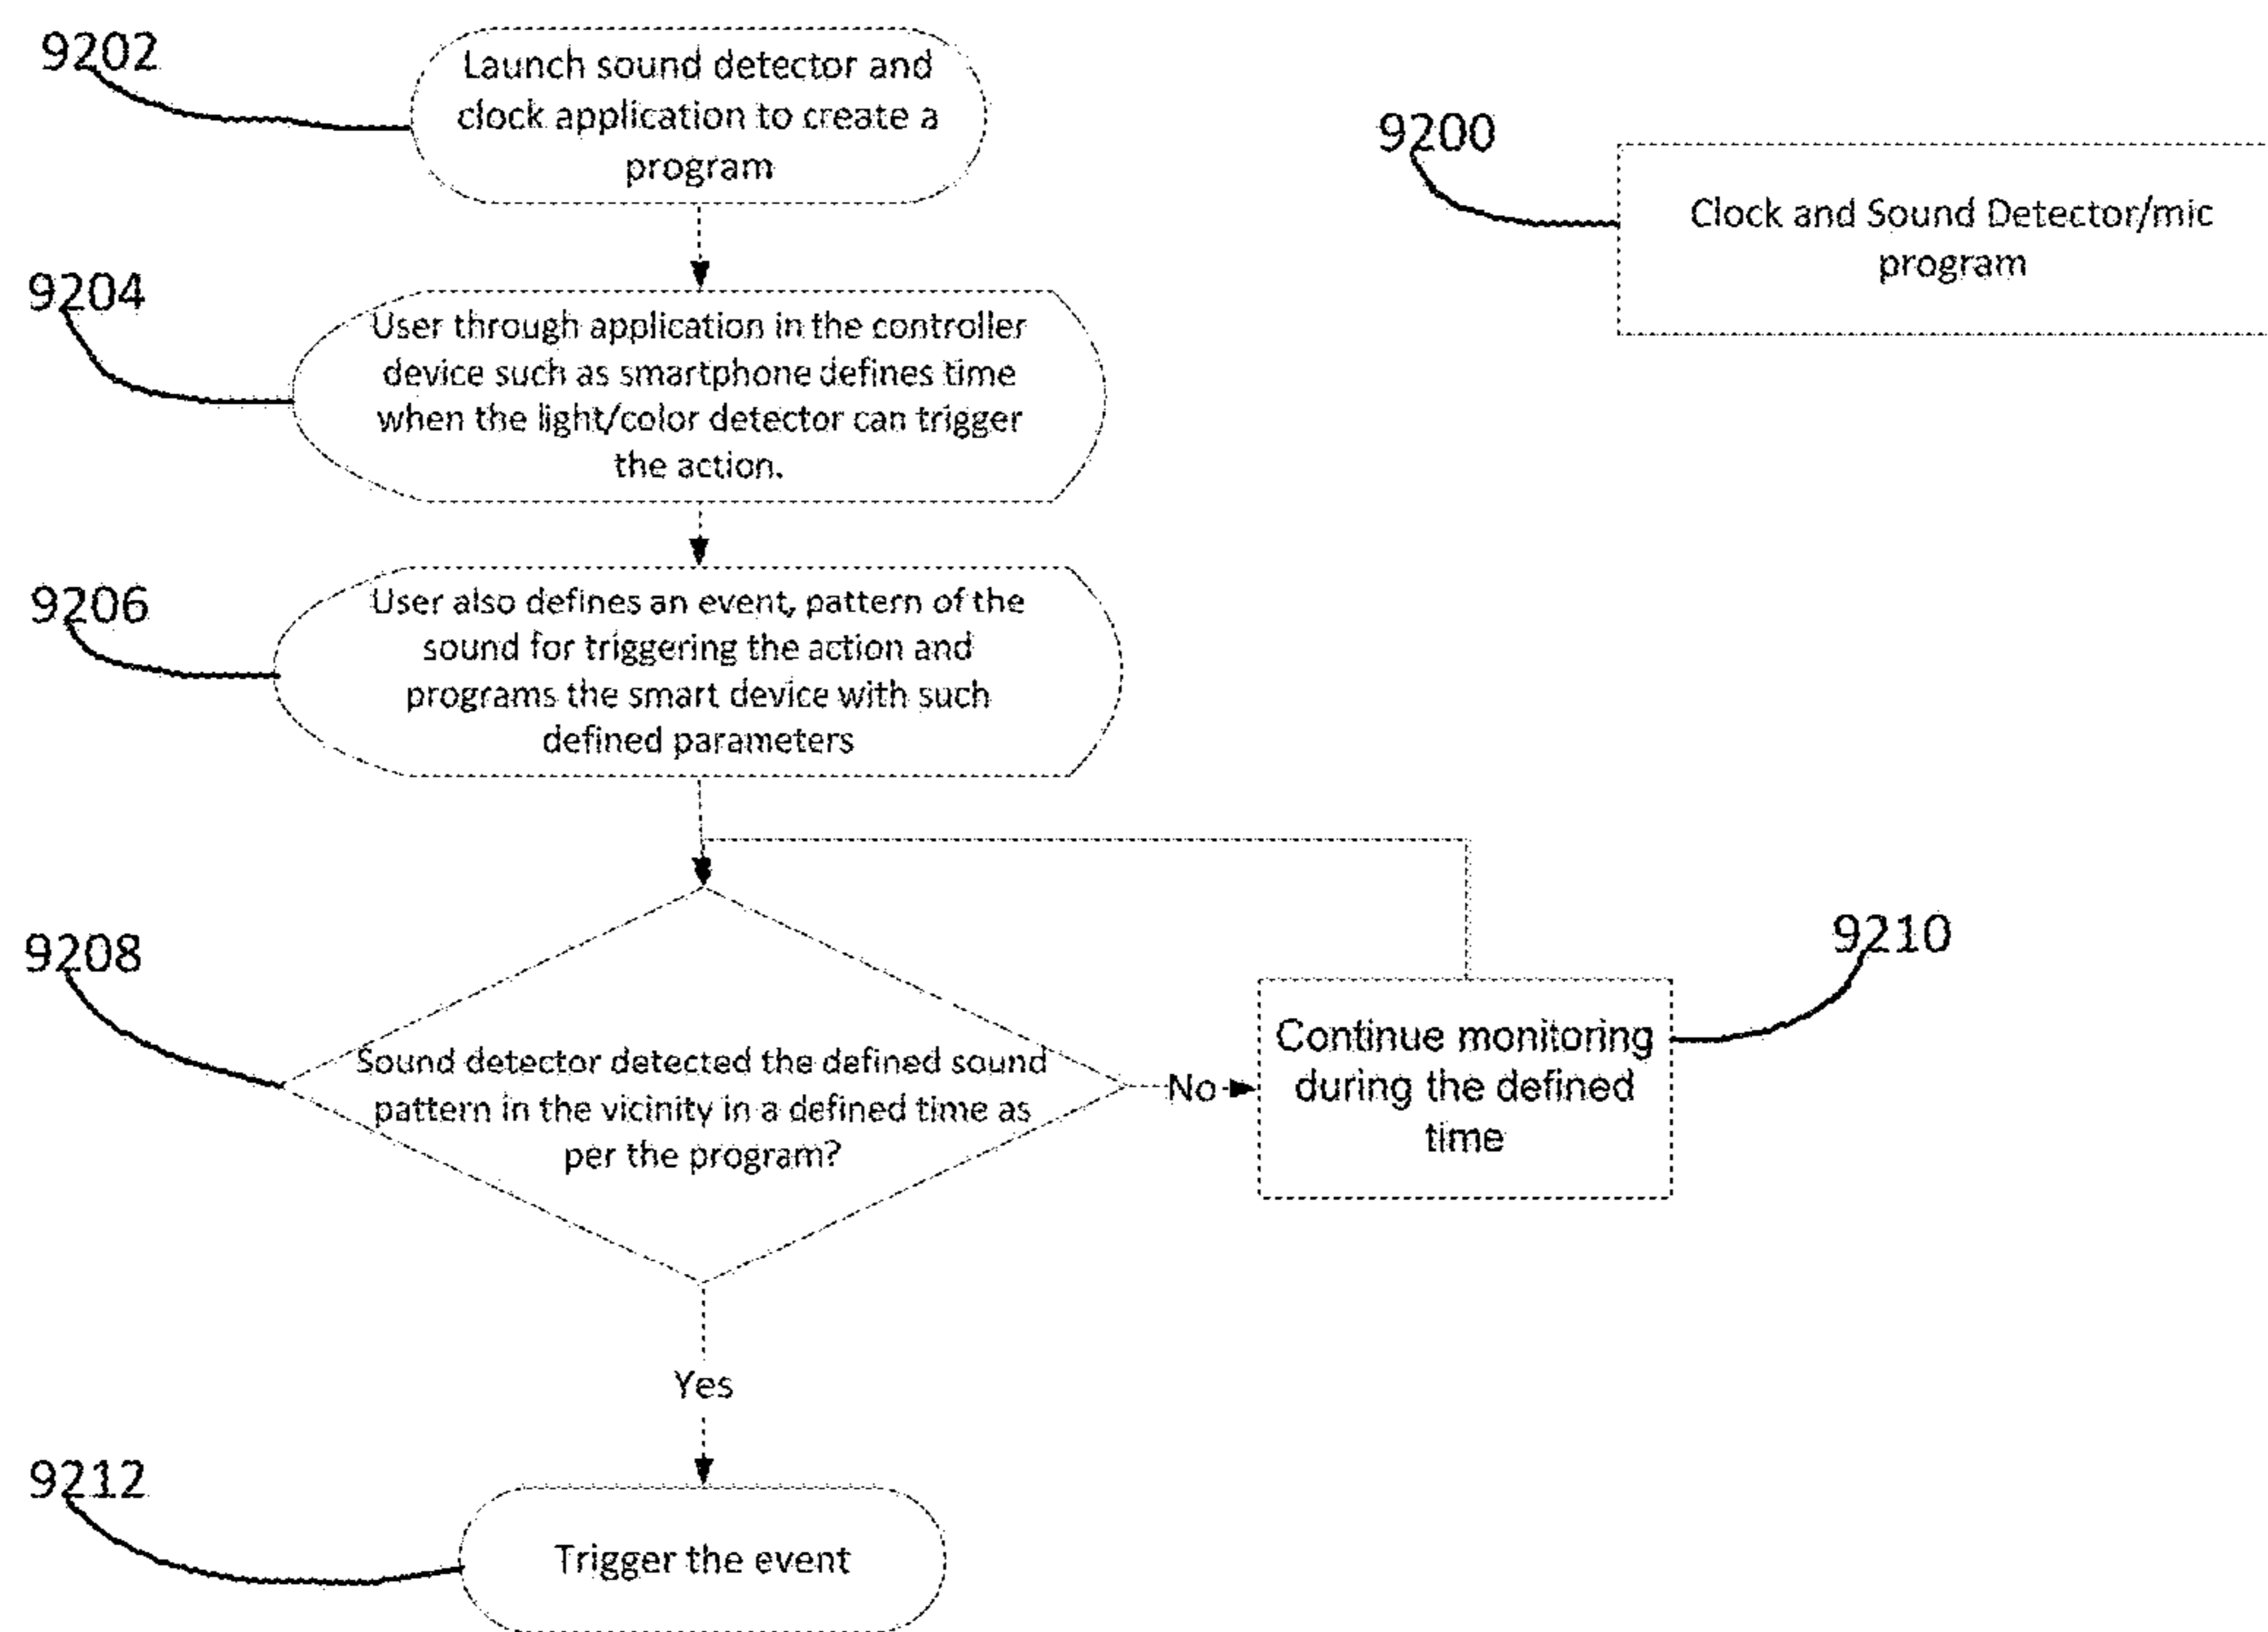 9202
Launch sound detector and
clock application to create a
program
9200
Clock and Sound Detector/mic
program
9204
User through application in the controller
device such as smartphone defines time
when the light/color detector can trigger
the action.
9206
User also defines an event, pattern of the
sound for triggering the action and
programs the smart device with such
defined parameters
9208
Sound detector detected the defined sound
pattern in the vicinity in a defined time as
per the program?
No
9210
Continue monitoring
during the defined
time
Yes
9212
Trigger the event